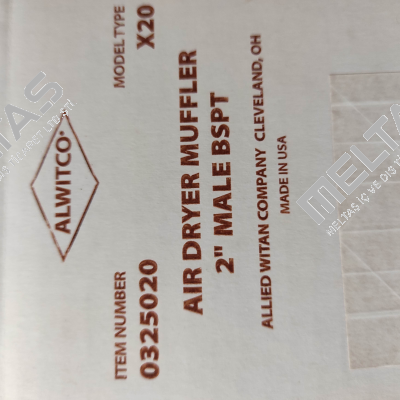 ALWITCO®
ITEM NUMBER
0325020
MODEL TYPE
X20
AIR DRYER MUFFLER
2" MALE BSPT
ALLIED WITAN COMPANY CLEVELAND, OH
MADE IN USA
MELTAS
MELTAS